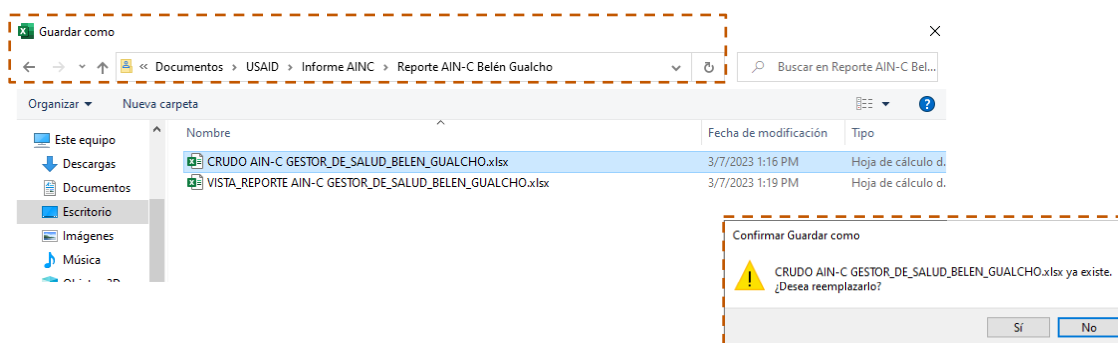 Guardar como
« Documentos > USAID > Informe AINC > Reporte AIN-C Belén Gualcho
Buscar en Reporte AIN-C Bel...
Organizar
Nueva carpeta
?
Este equipo
Descargas
Documentos
Escritorio
Imágenes
Música
Nombre
Fecha de modificación
Tipo
CRUDO AIN-C GESTOR_DE_SALUD_BELEN_GUALCHO.xlsx
3/7/2023 1:16 PM
Hoja de cálculo d.
VISTA_REPORTE AIN-C GESTOR_DE_SALUD_BELEN_GUALCHO.xlsx
3/7/2023 1:19 PM
Hoja de cálculo d.
Confirmar Guardar como
CRUDO AIN-C GESTOR_DE_SALUD_BELEN_GUALCHO.xlsx ya existe.
¿Desea reemplazarlo?
Sí
No